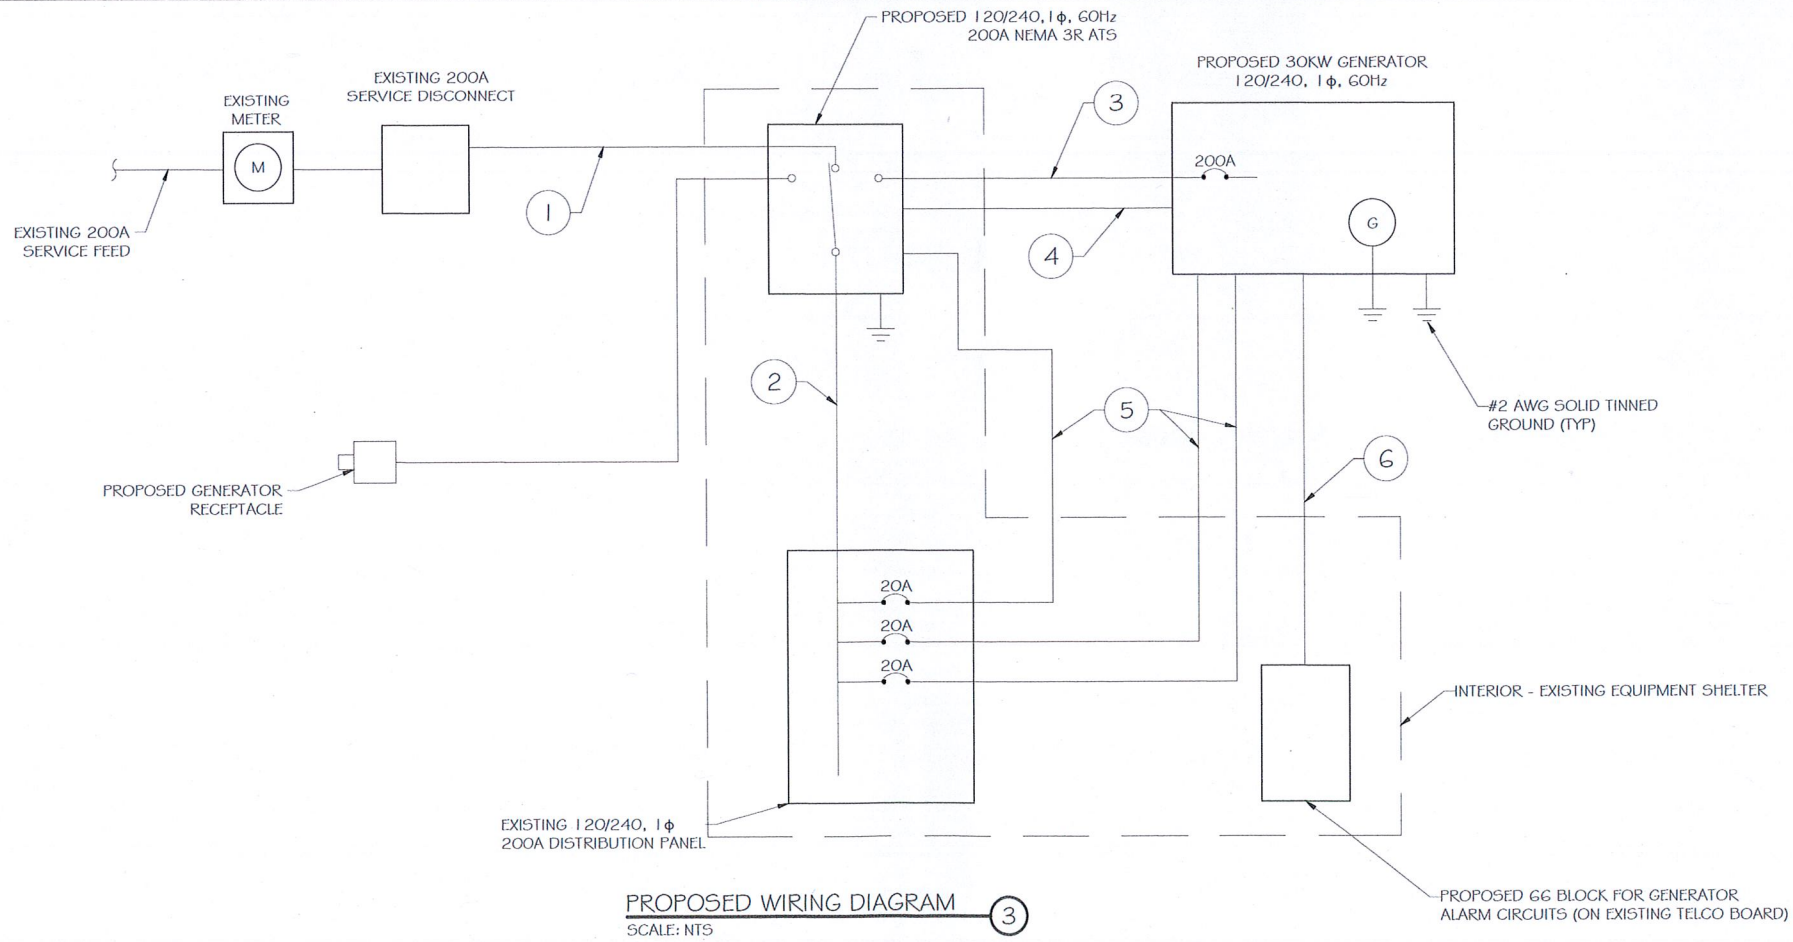 PROPOSED 120/240, 1ϕ, 60Hz
200A NEMA 3R ATS
PROPOSED 30KW GENERATOR
120/240, 1ϕ, 60Hz
EXISTING 200A
SERVICE DISCONNECT
EXISTING
METER
M
EXISTING 200A
SERVICE FEED
1
3
200A
G
4
2
5
#2 AWG SOLID TINNED
GROUND (TYP)
6
PROPOSED GENERATOR
RECEPTACLE
20A
20A
20A
INTERIOR - EXISTING EQUIPMENT SHELTER
EXISTING 120/240, 1ϕ
200A DISTRIBUTION PANEL
PROPOSED 66 BLOCK FOR GENERATOR
ALARM CIRCUITS (ON EXISTING TELCO BOARD)
PROPOSED WIRING DIAGRAM
3
SCALE: NTS